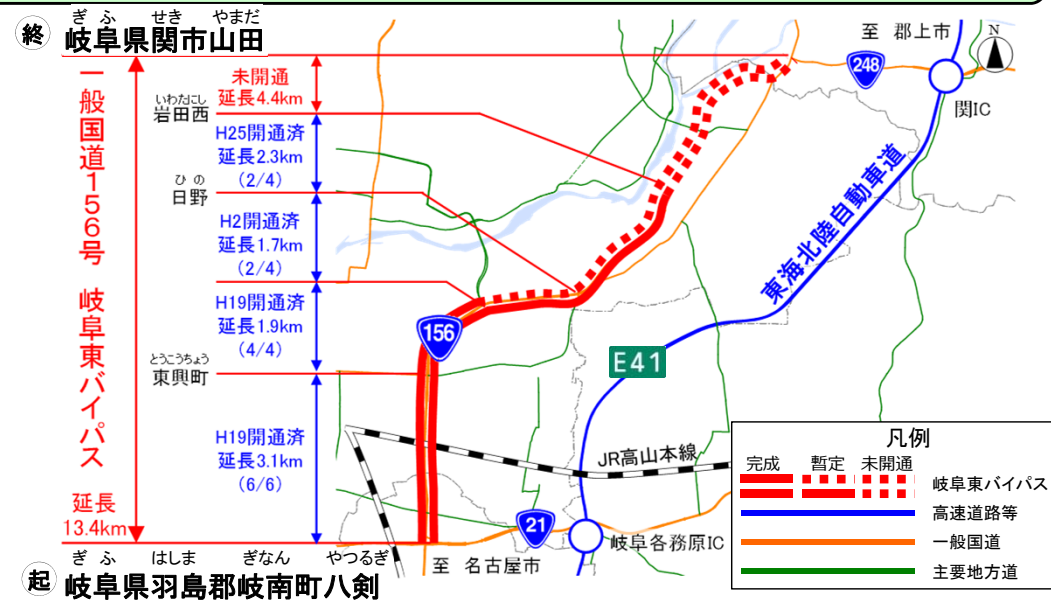 ぎ ふ せき やまだ
終 岐阜県関市山田
一般国道156号 岐阜東バイパス
延長
13.4km
未開通
延長4.4km
いわたにし
岩田西
H25開通済
延長2.3km
(2/4)
ひ の
日野
H2開通済
延長1.7km
(2/4)
H19開通済
延長1.9km
(4/4)
とうこうちょう
東興町
H19開通済
延長3.1km
(6/6)
ぎ ふ はしま ぎなん やつるぎ
起 岐阜県羽島郡岐南町八剣
至 郡上市
N
248
関IC
東海北陸自動車道
156
E41
JR高山本線
21
岐阜各務原IC
至 名古屋市
凡例
完成 暫定 未開通
岐阜東バイパス
高速道路等
一般国道
主要地方道